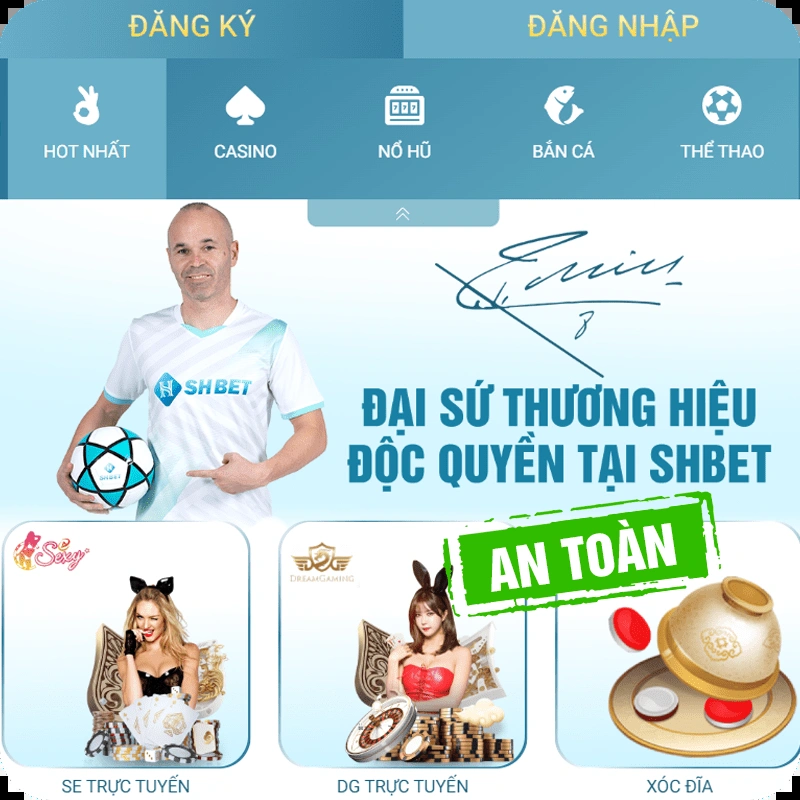 ĐĂNG KÝ
ĐĂNG NHẬP
HOT NHẤT
CASINO
NỔ HŨ
BẮN CÁ
THỂ THAO
SHBET
SHBET
8
ĐẠI SỨ THƯƠNG HIỆU
ĐỘC QUYỀN TẠI SHBET
AN TOÀN
Sexy
DREAMGAMING
SE TRỰC TUYẾN
DG TRỰC TUYẾN
XÓC ĐĨA